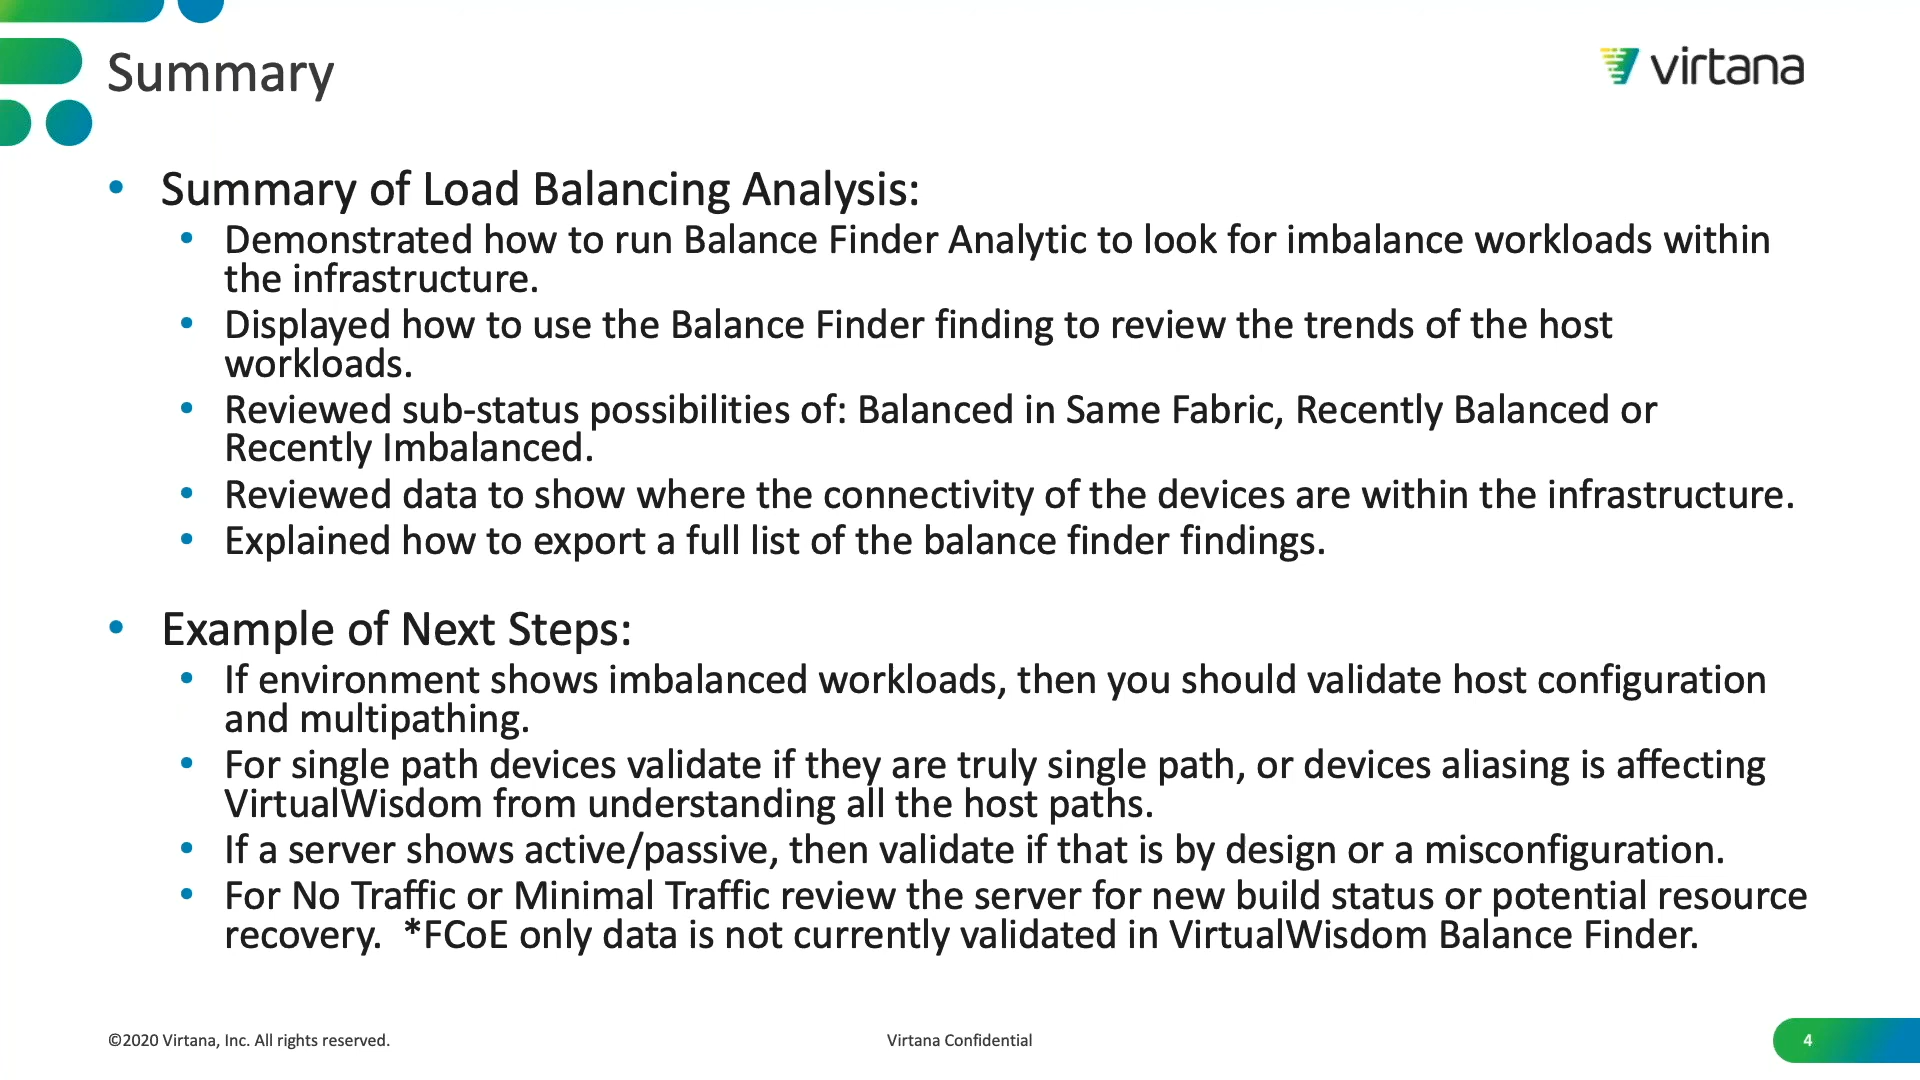 Summary
virtana
• Summary of Load Balancing Analysis:
• Demonstrated how to run Balance Finder Analytic to look for imbalance workloads within
the infrastructure.
• Displayed how to use the Balance Finder finding to review the trends of the host
workloads.
• Reviewed sub-status possibilities of: Balanced in Same Fabric, Recently Balanced or
Recently Imbalanced.
• Reviewed data to show where the connectivity of the devices are within the infrastructure.
• Explained how to export a full list of the balance finder findings.
• Example of Next Steps:
• If environment shows imbalanced workloads, then you should validate host configuration
and multipathing.
• For single path devices validate if they are truly single path, or devices aliasing is affecting
VirtualWisdom from understanding all the host paths.
• If a server shows active/passive, then validate if that is by design or a misconfiguration.
• For No Traffic or Minimal Traffic review the server for new build status or potential resource
recovery.  *FCoE only data is not currently validated in VirtualWisdom Balance Finder.
©2020 Virtana, Inc. All rights reserved.
Virtana Confidential
4